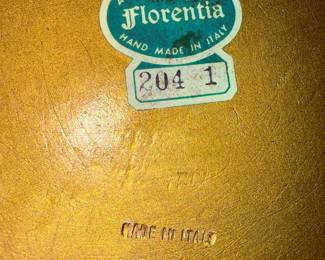 Florentia
HAND MADE IN ITALY
204 1
MADE IN ITALY